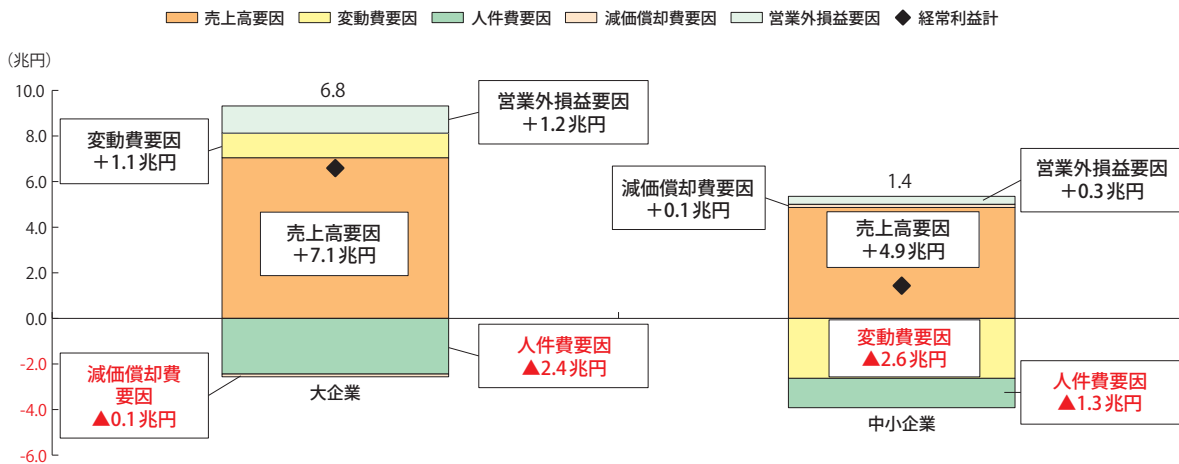 売上高要因 変動費要因 人件費要因 減価償却費要因 営業外損益要因 経常利益計
（兆円）
10.0
8.0
6.0
4.0
2.0
0.0
-2.0
-4.0
-6.0
6.8
変動費要因
＋1.1兆円
営業外損益要因
＋1.2兆円
売上高要因
＋7.1兆円
人件費要因
▲2.4兆円
減価償却費
要因
▲0.1兆円
大企業
1.4
減価償却費要因
＋0.1兆円
営業外損益要因
＋0.3兆円
売上高要因
＋4.9兆円
変動費要因
▲2.6兆円
人件費要因
▲1.3兆円
中小企業